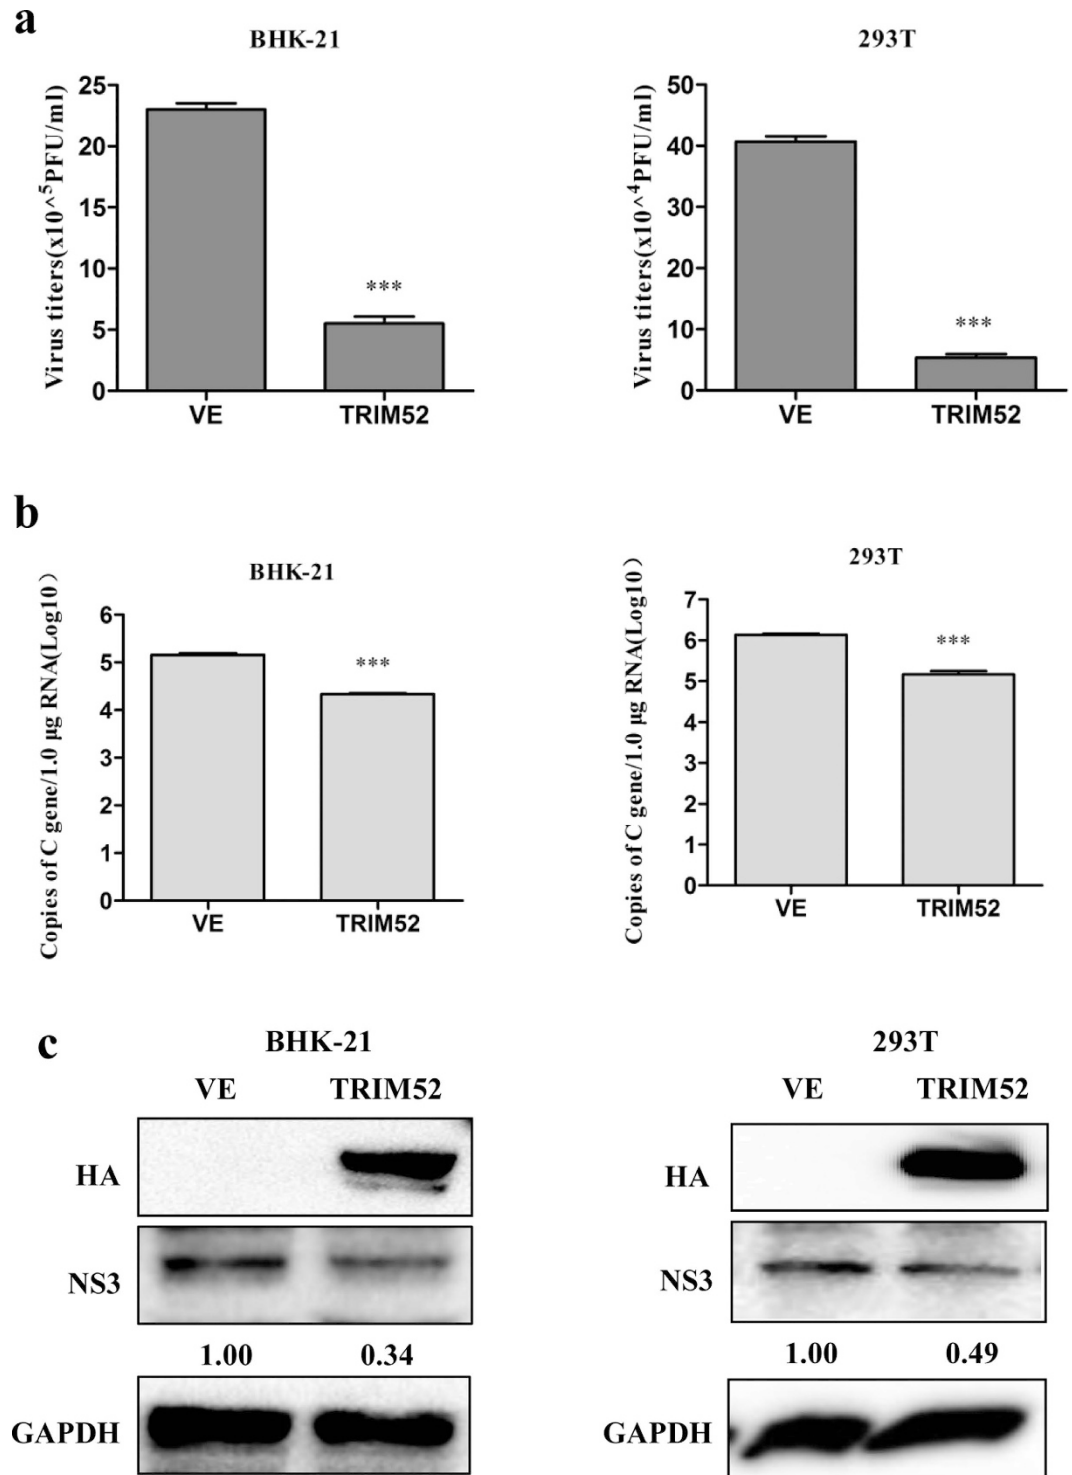 a
BHK-21
Virus titers(x10^5PFU/ml)
25
20
15
10
5
0
***
VE
TRIM52
293T
Virus titers(x10^4PFU/ml)
50
40
30
20
10
0
***
VE
TRIM52
b
BHK-21
Copies of C gene/1.0 µg RNA(Log10)
6
5
4
3
2
1
0
***
VE
TRIM52
293T
Copies of C gene/1.0 µg RNA(Log10)
7
6
5
4
3
2
1
0
***
VE
TRIM52
c
BHK-21
VE TRIM52
HA
NS3
1.00 0.34
GAPDH
293T
VE TRIM52
HA
NS3
1.00 0.49
GAPDH